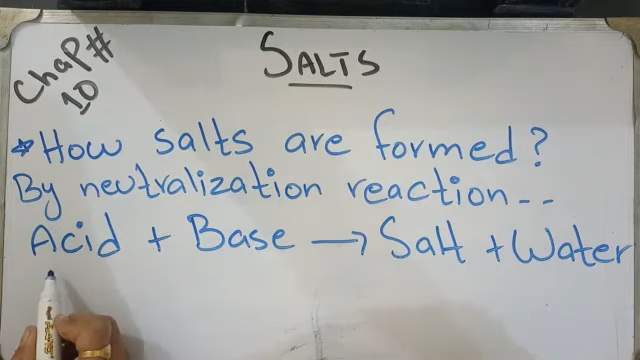 Chap#
10
SALTS
*How salts are formed?
By neutralization reaction--
Acid + Base → Salt + Water